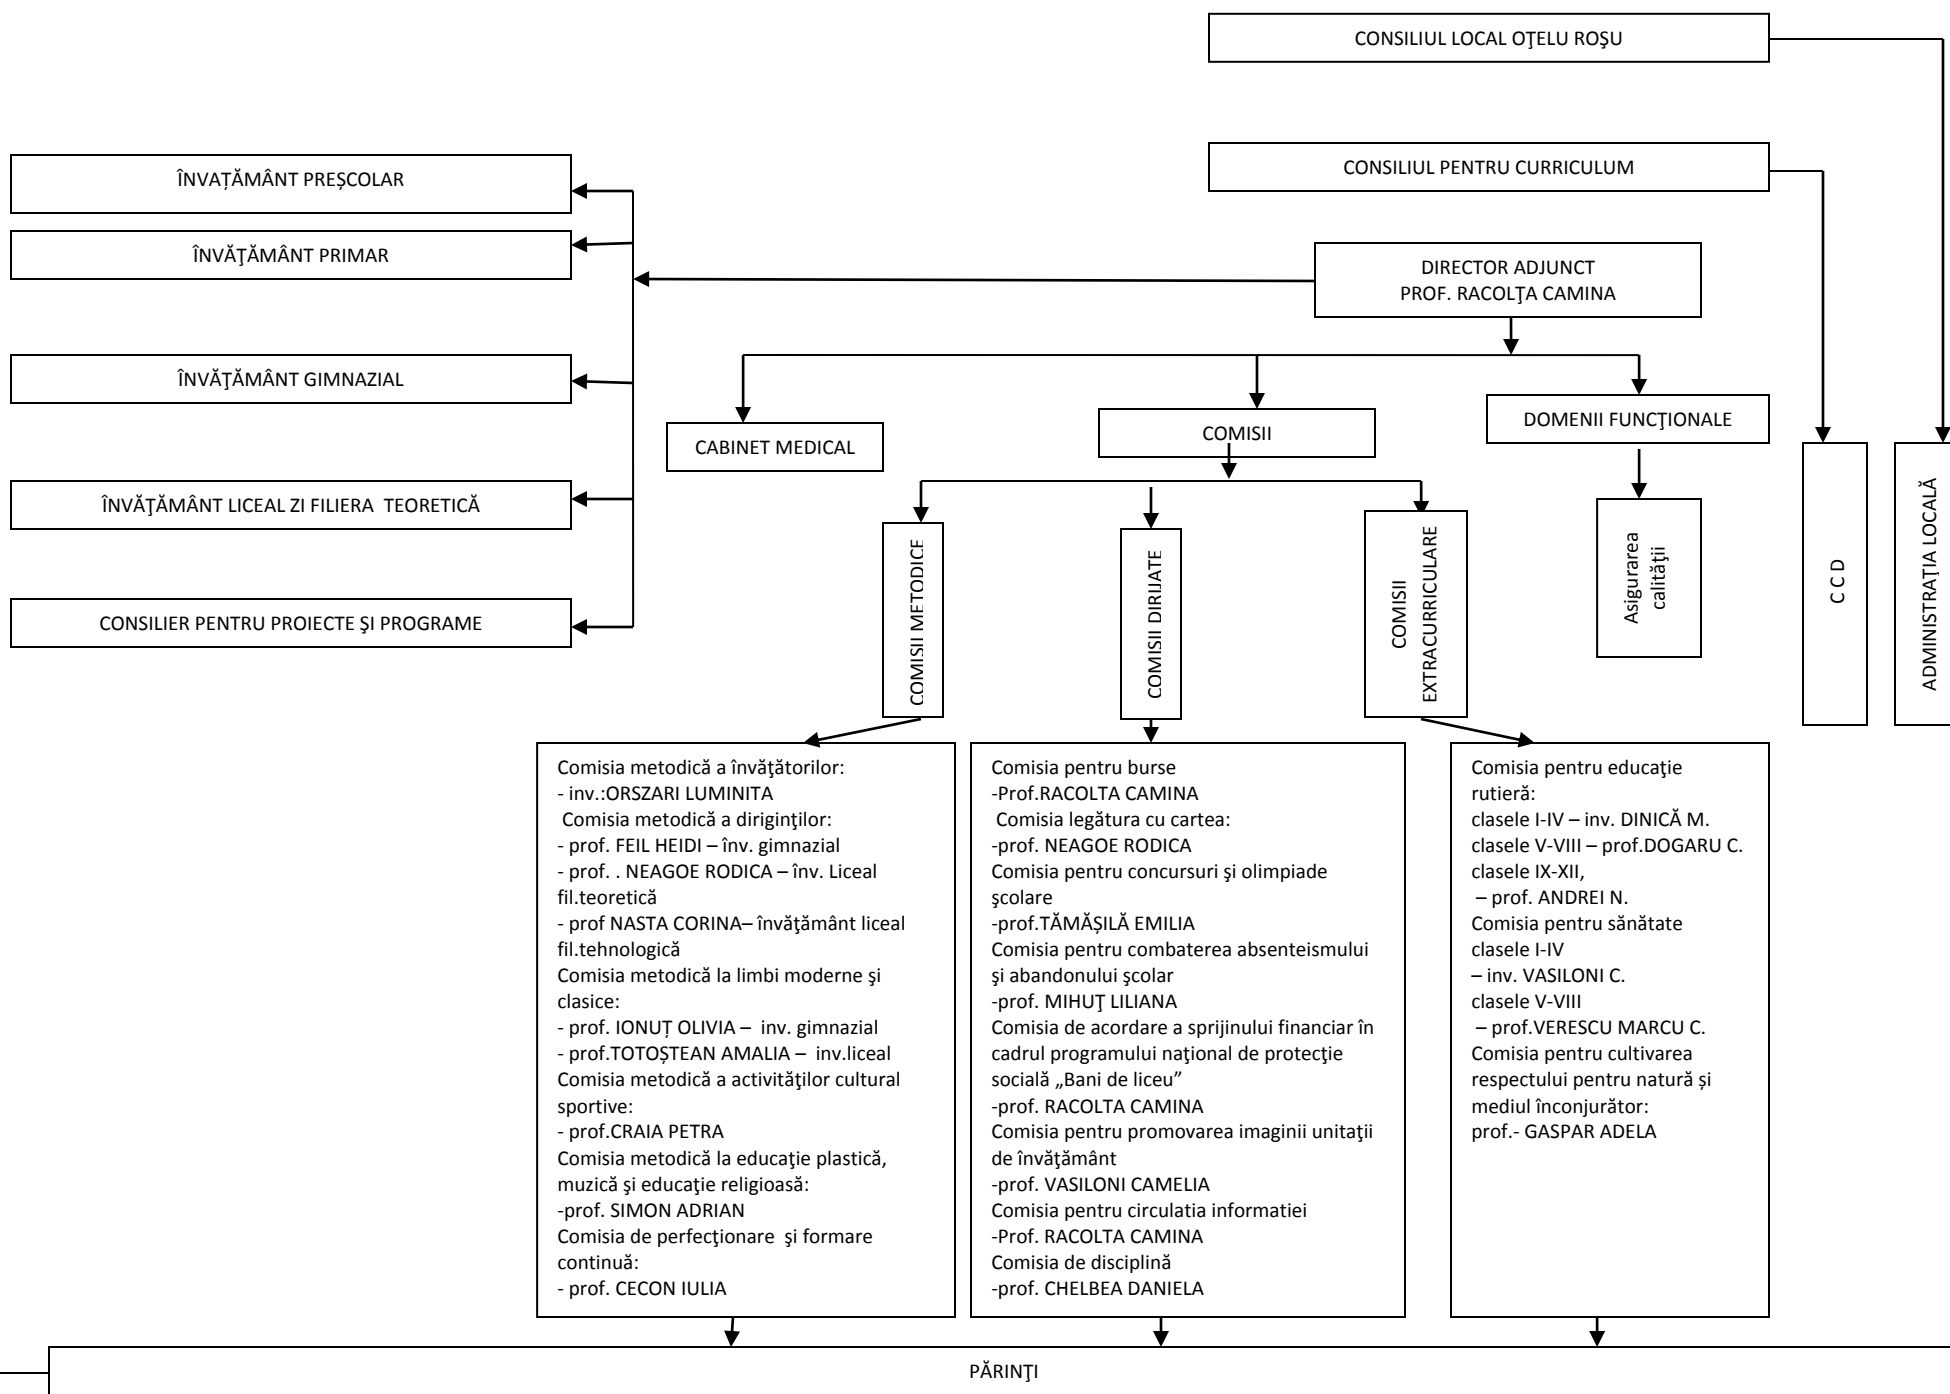 CONSILIUL LOCAL OŢELU ROŞU
CONSILIUL PENTRU CURRICULUM
ÎNVAȚĂMÂNT PREȘCOLAR
ÎNVĂŢĂMÂNT PRIMAR
DIRECTOR ADJUNCT
PROF. RACOLŢA CAMINA
ÎNVĂŢĂMÂNT GIMNAZIAL
CABINET MEDICAL
COMISII
DOMENII FUNCŢIONALE
ÎNVĂŢĂMÂNT LICEAL ZI FILIERA  TEORETICĂ
CONSILIER PENTRU PROIECTE ŞI PROGRAME
COMISII METODICE
COMISII DIRIJATE
COMISII
EXTRACURRICULARE
Asigurarea
calităţii
C C D
ADMINISTRAŢIA LOCALĂ
Comisia metodică a învăţătorilor:
- inv.:ORSZARI LUMINITA
Comisia metodică a diriginţilor:
- prof. FEIL HEIDI – înv. gimnazial
- prof. . NEAGOE RODICA – înv. Liceal
fil.teoretică
- prof NASTA CORINA– învăţământ liceal
fil.tehnologică
Comisia metodică la limbi moderne şi
clasice:
- prof. IONUȚ OLIVIA –  inv. gimnazial
- prof.TOTOȘTEAN AMALIA –  inv.liceal
Comisia metodică a activităţilor cultural
sportive:
- prof.CRAIA PETRA
Comisia metodică la educaţie plastică,
muzică şi educaţie religioasă:
-prof. SIMON ADRIAN
Comisia de perfecţionare  şi formare
continuă:
- prof. CECON IULIA
Comisia pentru burse
-Prof.RACOLTA CAMINA
Comisia legătura cu cartea:
-prof. NEAGOE RODICA
Comisia pentru concursuri şi olimpiade
şcolare
-prof.TĂMĂȘILĂ EMILIA
Comisia pentru combaterea absenteismului
şi abandonului şcolar
-prof. MIHUŢ LILIANA
Comisia de acordare a sprijinului financiar în
cadrul programului naţional de protecţie
socială „Bani de liceu”
-prof. RACOLTA CAMINA
Comisia pentru promovarea imaginii unitaţii
de învăţământ
-prof. VASILONI CAMELIA
Comisia pentru circulatia informatiei
-Prof. RACOLTA CAMINA
Comisia de disciplină
-prof. CHELBEA DANIELA
Comisia pentru educaţie
rutieră:
clasele I-IV – inv. DINICĂ M.
clasele V-VIII – prof.DOGARU C.
clasele IX-XII,
– prof. ANDREI N.
Comisia pentru sănătate
clasele I-IV
– inv. VASILONI C.
clasele V-VIII
– prof.VERESCU MARCU C.
Comisia pentru cultivarea
respectului pentru natură și
mediul înconjurător:
prof.- GASPAR ADELA
PĂRINŢI